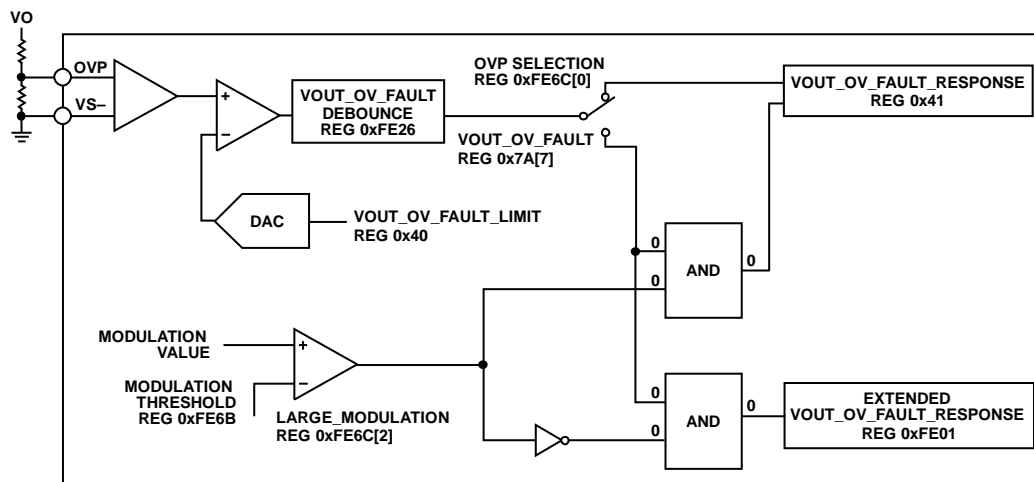 VO
OVP
VS–
+
–
VOUT_OV_FAULT
DEBOUNCE
REG 0xFE26
OVP SELECTION
REG 0xFE6C[0]
VOUT_OV_FAULT
REG 0x7A[7]
VOUT_OV_FAULT_RESPONSE
REG 0x41
DAC
VOUT_OV_FAULT_LIMIT
REG 0x40
0
0
AND
0
MODULATION
VALUE
+
–
MODULATION
THRESHOLD
REG 0xFE6B
LARGE_MODULATION
REG 0xFE6C[2]
0
0
AND
0
EXTENDED
VOUT_OV_FAULT_RESPONSE
REG 0xFE01